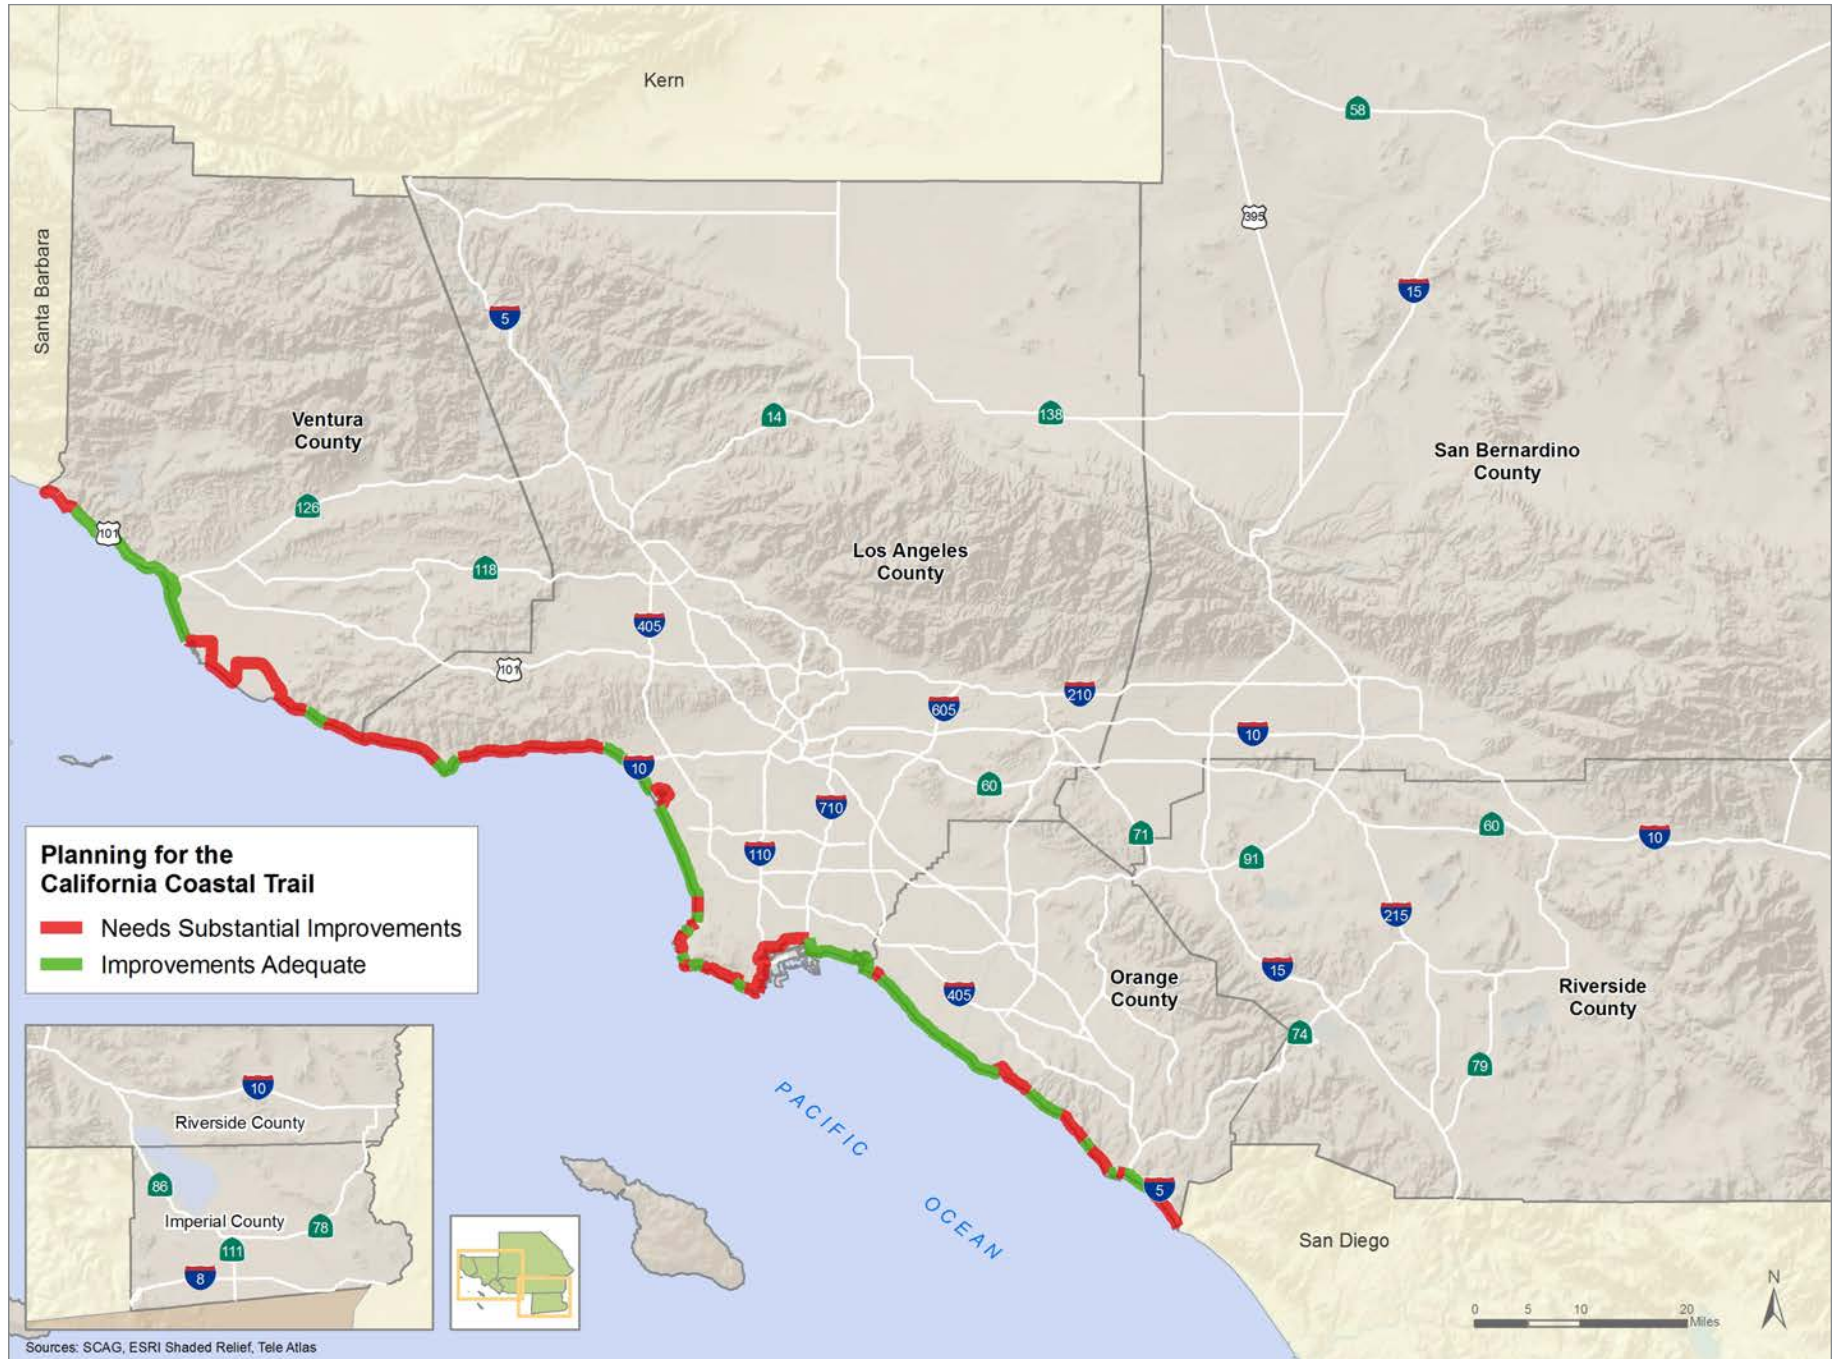 Kern
58
Santa Barbara
395
15
5
Ventura
County
14
138
San Bernardino
County
126
101
Los Angeles
County
118
405
101
210
605
10
10
60
710
71
60
10
110
91
Planning for the
California Coastal Trail
Needs Substantial Improvements
Improvements Adequate
215
15
Orange
County
405
Riverside
County
74
79
PACIFIC
OCEAN
5
San Diego
10
Riverside County
86
Imperial County
78
111
8
N
0 5 10 20
Miles
Sources: SCAG, ESRI Shaded Relief, Tele Atlas